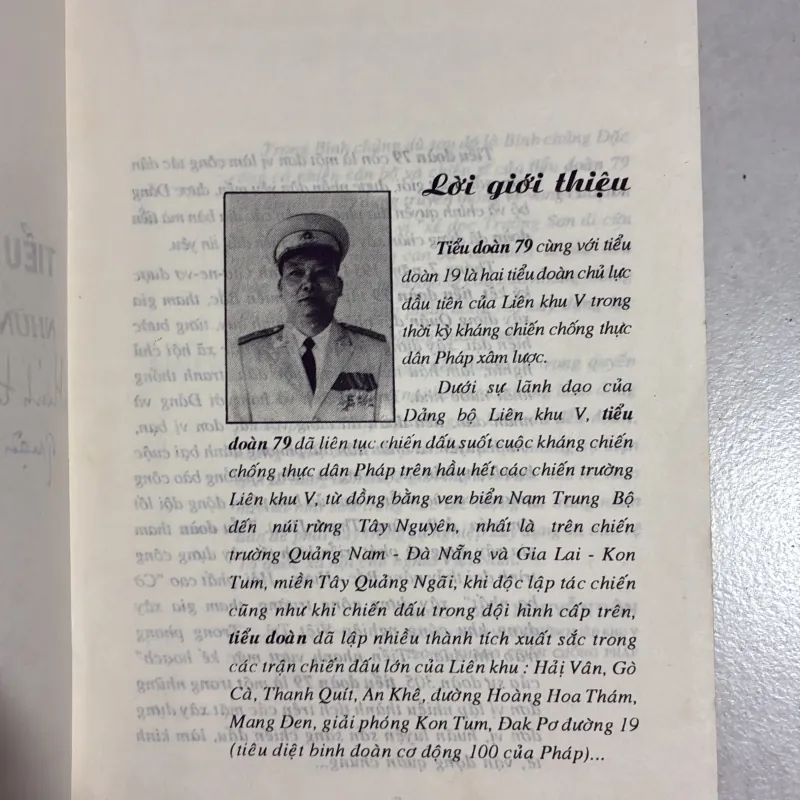 Lời giới thiệu
Tiểu đoàn 79 cùng với tiểu
đoàn 19 là hai tiểu đoàn chủ lực
đầu tiên của Liên khu V trong
thời kỳ kháng chiến chống thực
dân Pháp xâm lược.
Dưới sự lãnh đạo của
Đảng bộ Liên khu V, tiểu
đoàn 79 đã liên tục chiến đấu suốt cuộc kháng chiến
chống thực dân Pháp trên hầu hết các chiến trường
Liên khu V, từ đồng bằng ven biển Nam Trung Bộ
đến núi rừng Tây Nguyên, nhất là trên chiến
trường Quảng Nam - Đà Nẵng và Gia Lai - Kon
Tum, miền Tây Quảng Ngãi, khi độc lập tác chiến
cũng như khi chiến đấu trong đội hình cấp trên,
tiểu đoàn đã lập nhiều thành tích xuất sắc trong
các trận chiến đấu lớn của Liên khu : Hải Vân, Gò
Cà, Thanh Quít, An Khê, đường Hoàng Hoa Thám,
Mang Đen, giải phóng Kon Tum, Đak Pơ đường 19
(tiêu diệt binh đoàn cơ động 100 của Pháp)...